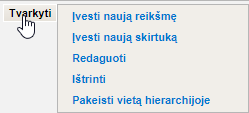 Tvarkyti
Įvesti naują reikšmę
Įvesti naują skirtuką
Redaguoti
Ištrinti
Pakeisti vietą hierarchijoje